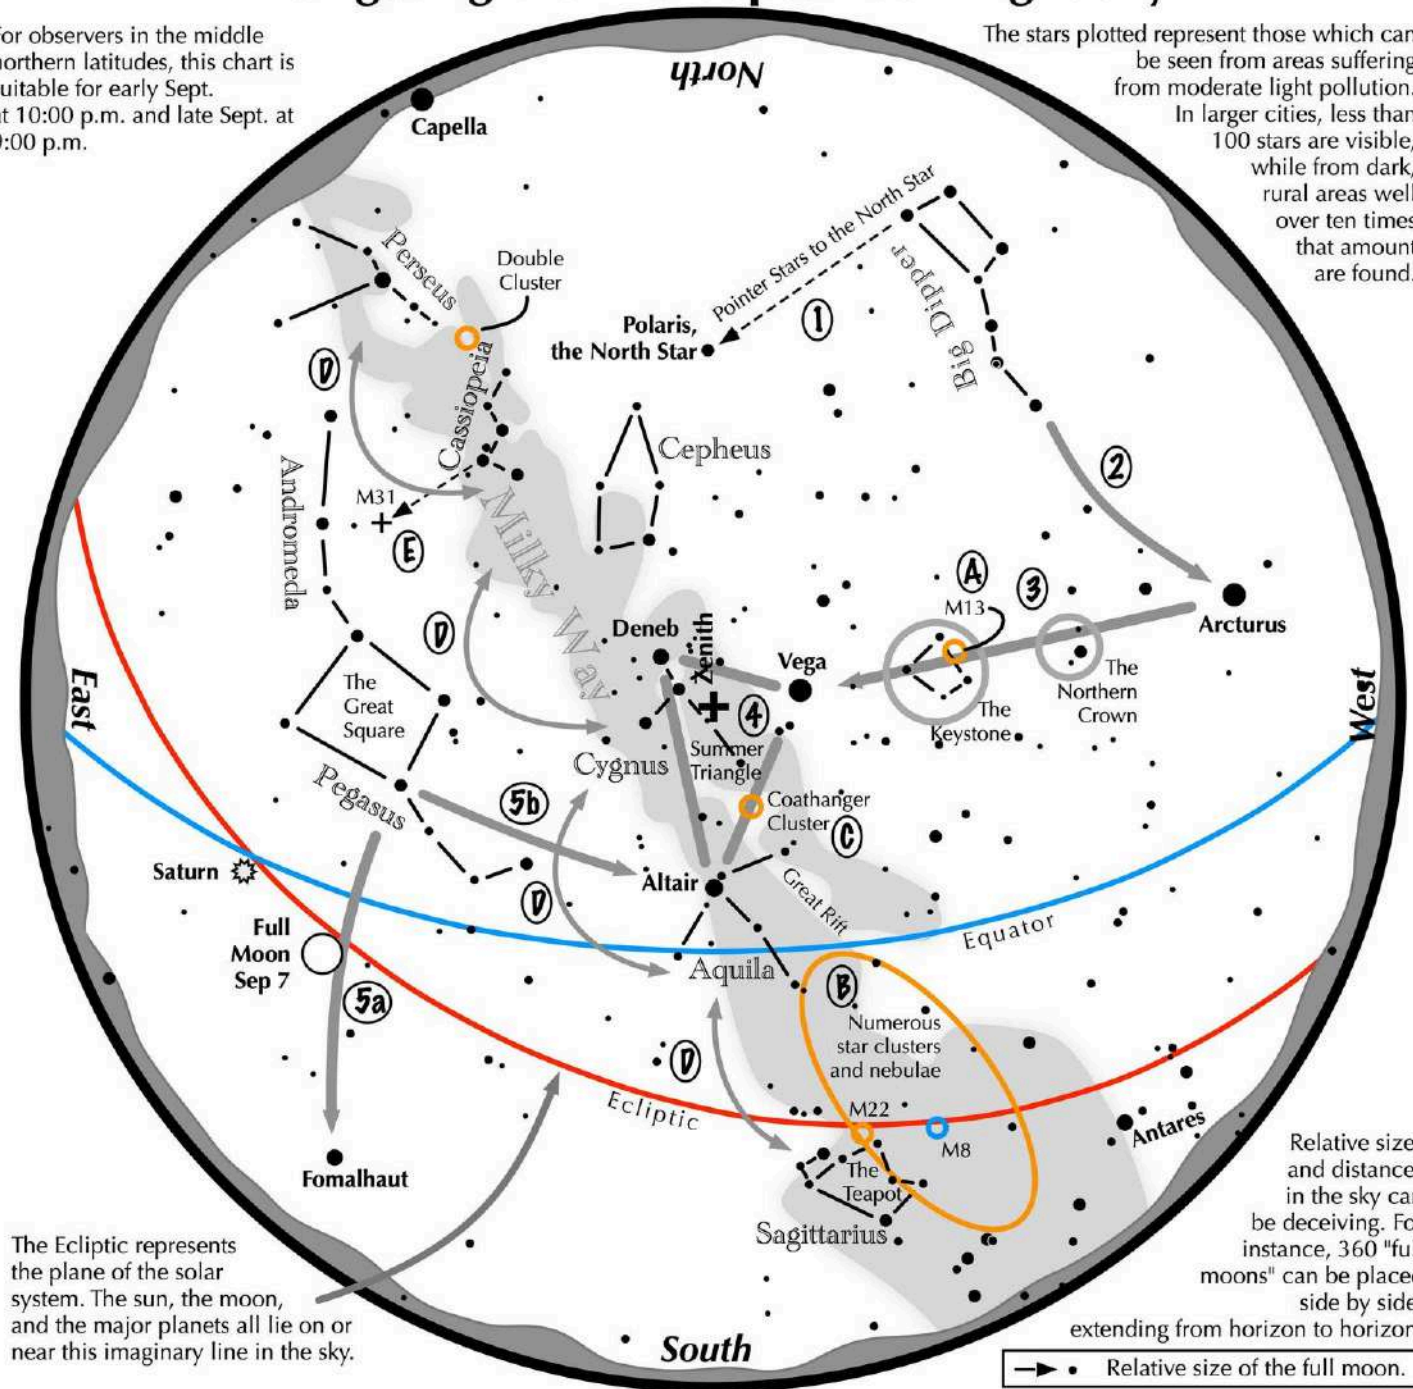 or observers in the middle
northern latitudes, this chart is
uitable for early Sept.
at 10:00 p.m. and late Sept. at
9:00 p.m.
The stars plotted represent those which can
be seen from areas suffering
from moderate light pollution.
In larger cities, less than
100 stars are visible,
while from dark,
rural areas well
over ten times
that amount
are found.
North
Capella
Perseus
Double
Cluster
Pointer Stars to the North Star
1
Big Dipper
Polaris,
the North Star
D
Cassiopeia
Cepheus
2
Andromeda
M31
E
Milky Way
A
3
M13
Arcturus
D
Deneb
Zenith
Vega
The
Northern
Crown
The
Keystone
4
East
West
The
Great
Square
Cygnus
Summer
Triangle
Pegasus
5b
Coathanger
Cluster
C
Saturn
D
Altair
Great Rift
Equator
Full
Moon
Sep 7
5a
Aquila
B
Numerous
star clusters
and nebulae
D
Ecliptic
M22
M8
Antares
The
Teapot
Sagittarius
Fomalhaut
The Ecliptic represents
the plane of the solar
system. The sun, the moon,
and the major planets all lie on or
near this imaginary line in the sky.
Relative size
and distance
in the sky can
be deceiving. Fo
instance, 360 "fu
moons" can be placed
side by side
extending from horizon to horizon
South
Relative size of the full moon.